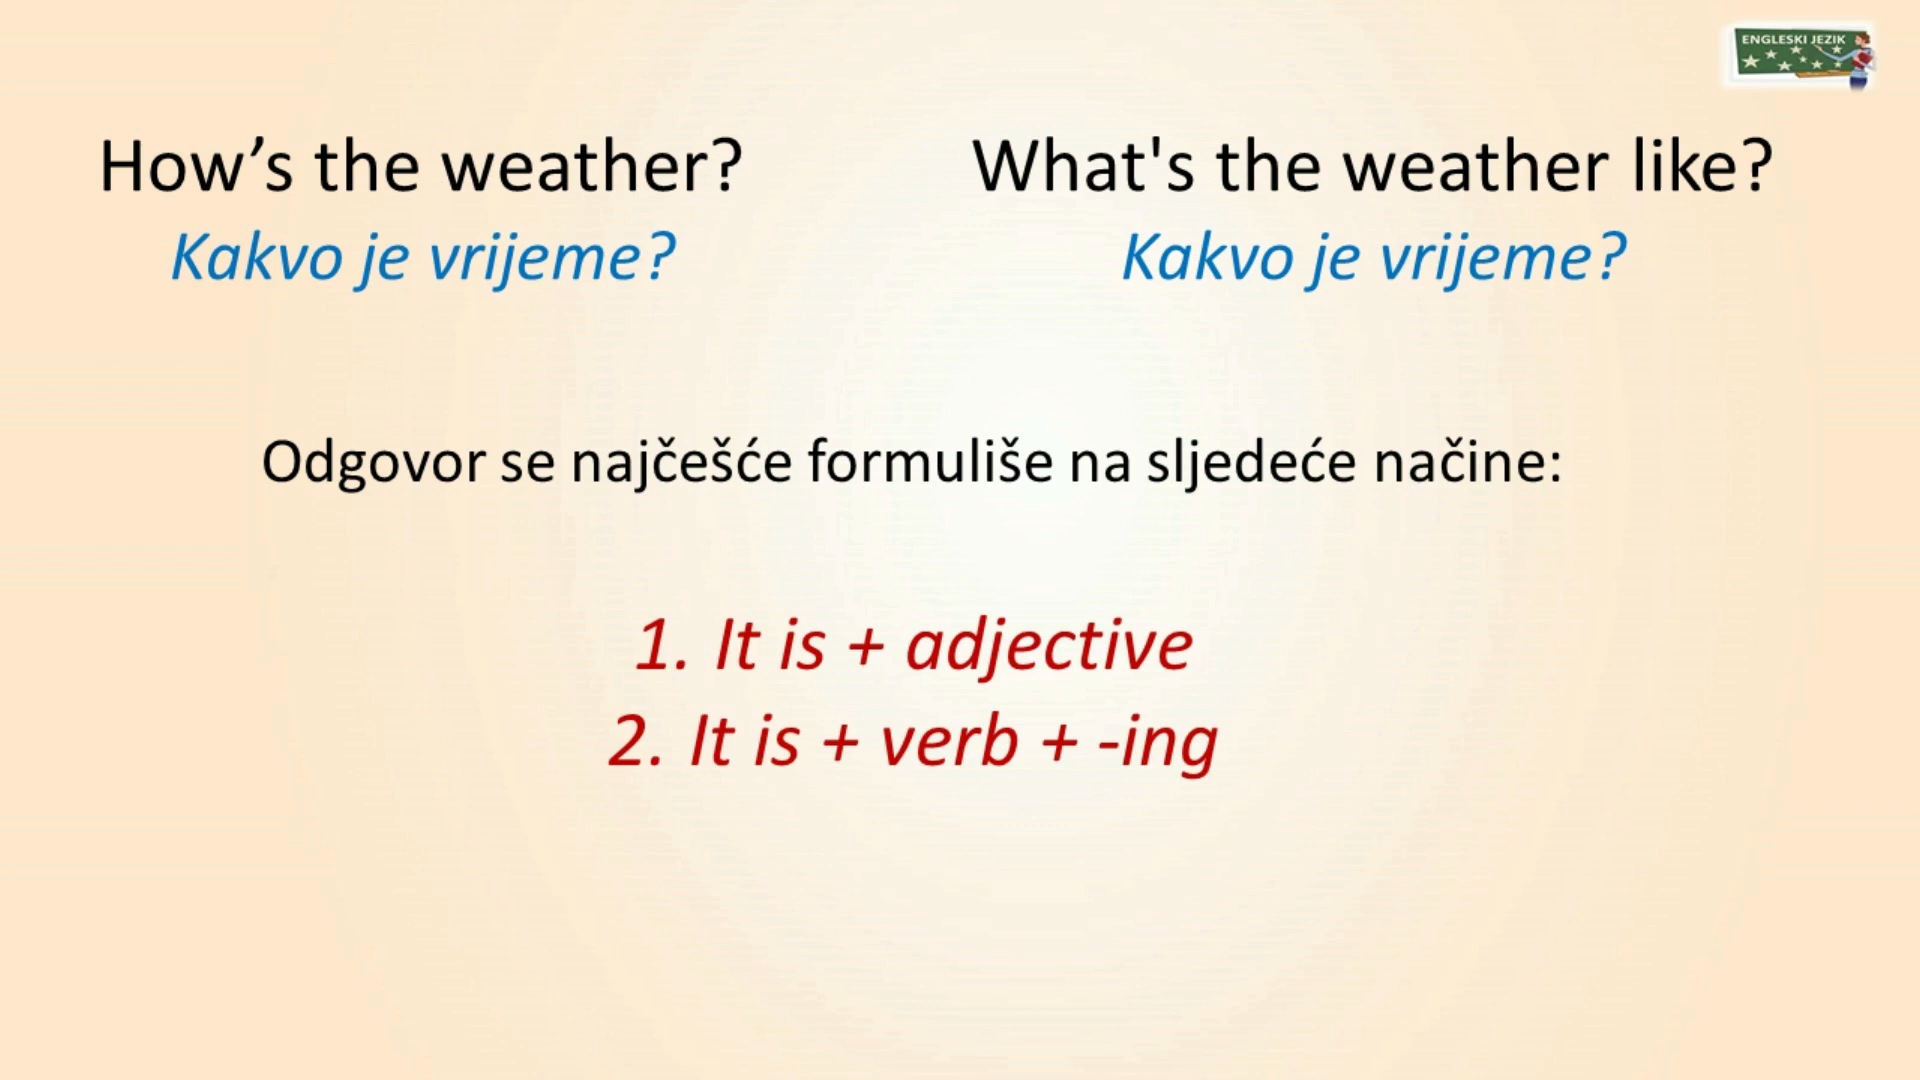 ENGLESKI JEZIK
How’s the weather?
Kakvo je vrijeme?
What's the weather like?
Kakvo je vrijeme?
Odgovor se najčešće formuliše na sljedeće načine:
1. It is + adjective
2. It is + verb + -ing